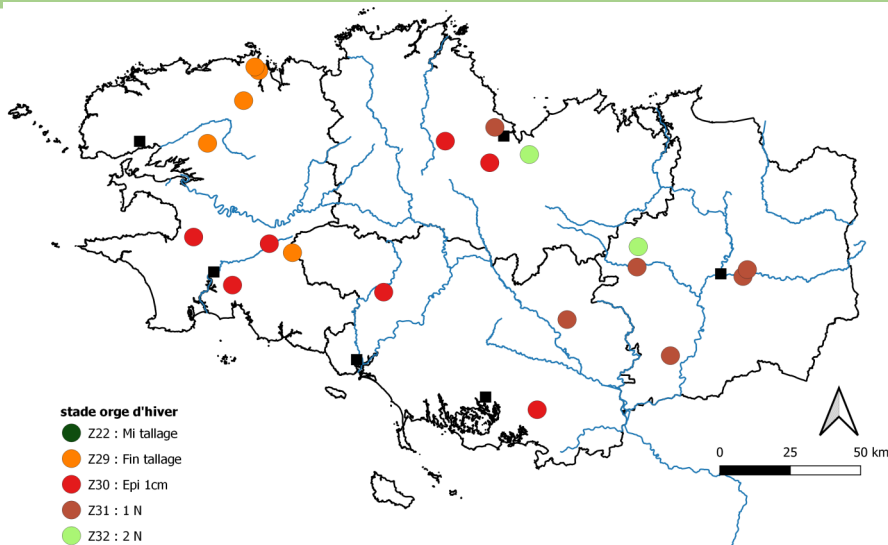 stade orge d'hiver
Z22 : Mi tallage
Z29 : Fin tallage
Z30 : Epi 1cm
Z31 : 1 N
Z32 : 2 N
0 25 50 km